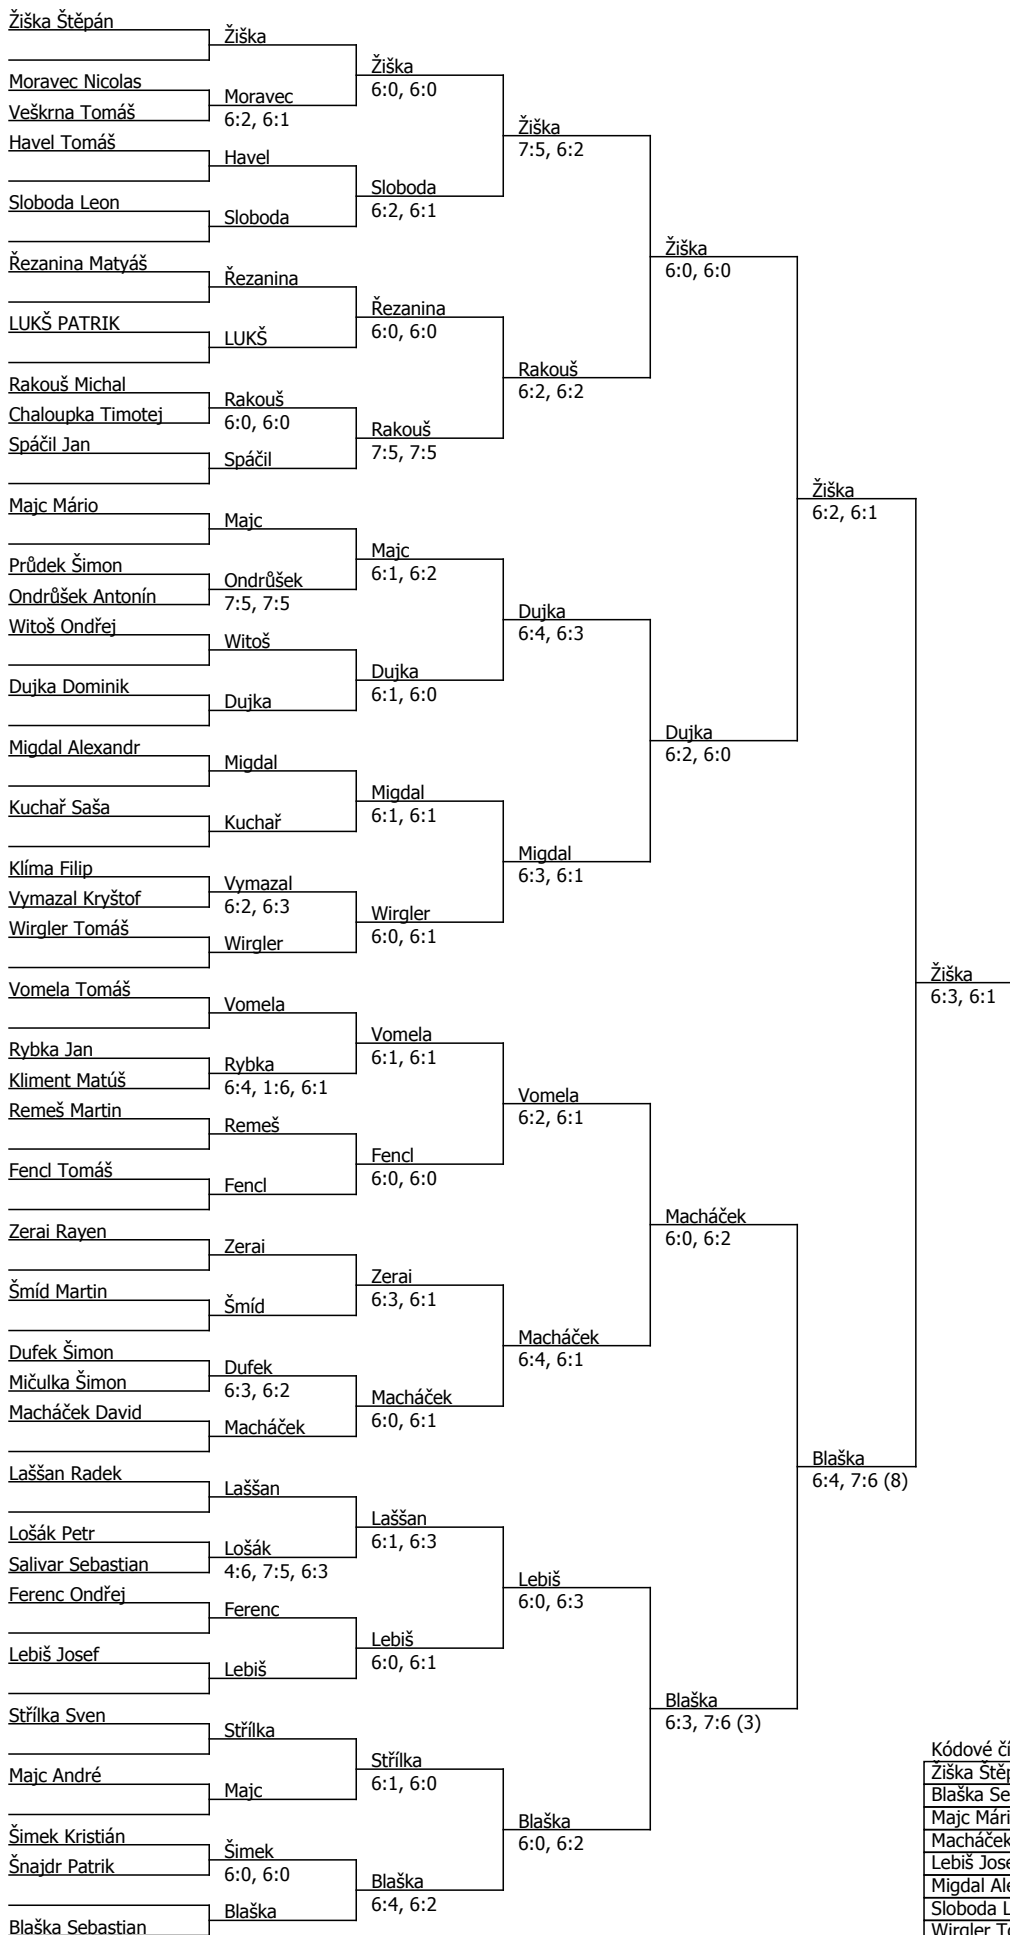 Žiška Štěpán
Žiška
Žiška
6:0, 6:0
Moravec Nicolas
Moravec
Veškrna Tomáš
6:2, 6:1
Žiška
7:5, 6:2
Havel Tomáš
Havel
Sloboda
6:2, 6:1
Sloboda Leon
Sloboda
Žiška
6:0, 6:0
Řezanina Matyáš
Řezanina
Řezanina
6:0, 6:0
LUKŠ PATRIK
LUKŠ
Rakouš
6:2, 6:2
Rakouš Michal
Rakouš
Chaloupka Timotej
6:0, 6:0
Rakouš
7:5, 7:5
Spáčil Jan
Spáčil
Žiška
6:2, 6:1
Majc Mário
Majc
Majc
6:1, 6:2
Průdek Šimon
Ondrůšek
Ondrůšek Antonín
7:5, 7:5
Dujka
6:4, 6:3
Witoš Ondřej
Witoš
Dujka
6:1, 6:0
Dujka Dominik
Dujka
Dujka
6:2, 6:0
Migdal Alexandr
Migdal
Migdal
6:1, 6:1
Kuchař Saša
Kuchař
Migdal
6:3, 6:1
Klíma Filip
Vymazal
Vymazal Kryštof
6:2, 6:3
Wirgler
6:0, 6:1
Wirgler Tomáš
Wirgler
Žiška
6:3, 6:1
Vomela Tomáš
Vomela
Vomela
6:1, 6:1
Rybka Jan
Rybka
Kliment Matúš
6:4, 1:6, 6:1
Vomela
6:2, 6:1
Remeš Martin
Remeš
Fencl
6:0, 6:0
Fencl Tomáš
Fencl
Macháček
6:0, 6:2
Zerai Rayen
Zerai
Zerai
6:3, 6:1
Šmíd Martin
Šmíd
Macháček
6:4, 6:1
Dufek Šimon
Dufek
Mičulka Šimon
6:3, 6:2
Macháček
6:0, 6:1
Macháček David
Macháček
Blaška
6:4, 7:6 (8)
Laššan Radek
Laššan
Laššan
6:1, 6:3
Lošák Petr
Lošák
Salivar Sebastian
4:6, 7:5, 6:3
Lebiš
6:0, 6:3
Ferenc Ondřej
Ferenc
Lebiš
6:0, 6:1
Lebiš Josef
Lebiš
Blaška
6:3, 7:6 (3)
Střílka Sven
Střílka
Střílka
6:1, 6:0
Majc André
Majc
Blaška
6:0, 6:2
Šimek Kristián
Šimek
Šnajdr Patrik
6:0, 6:0
Blaška
6:4, 6:2
Blaška
Blaška Sebastian
Kódové čí
Žiška Štěp
Blaška Se
Majc Mári
Macháček
Lebiš Jose
Migdal Ale
Sloboda L
Wirgler To